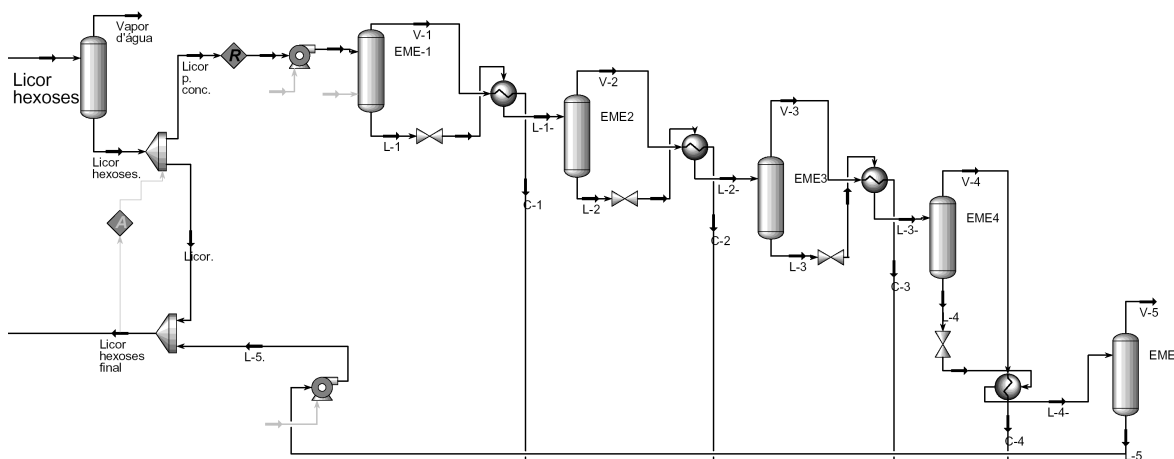 Vapor
d'água
Licor
hexoses
Licor
p.
conc.
R
V-1
EME-1
L-1
L-1-
V-2
EME2
L-2
L-2-
V-3
EME3
L-3
L-3-
V-4
EME4
L-4
L-4-
V-5
EME
L-5
C-1
C-2
C-3
C-4
Licor
hexoses.
A
Licor.
Licor
hexoses
final
L-5.